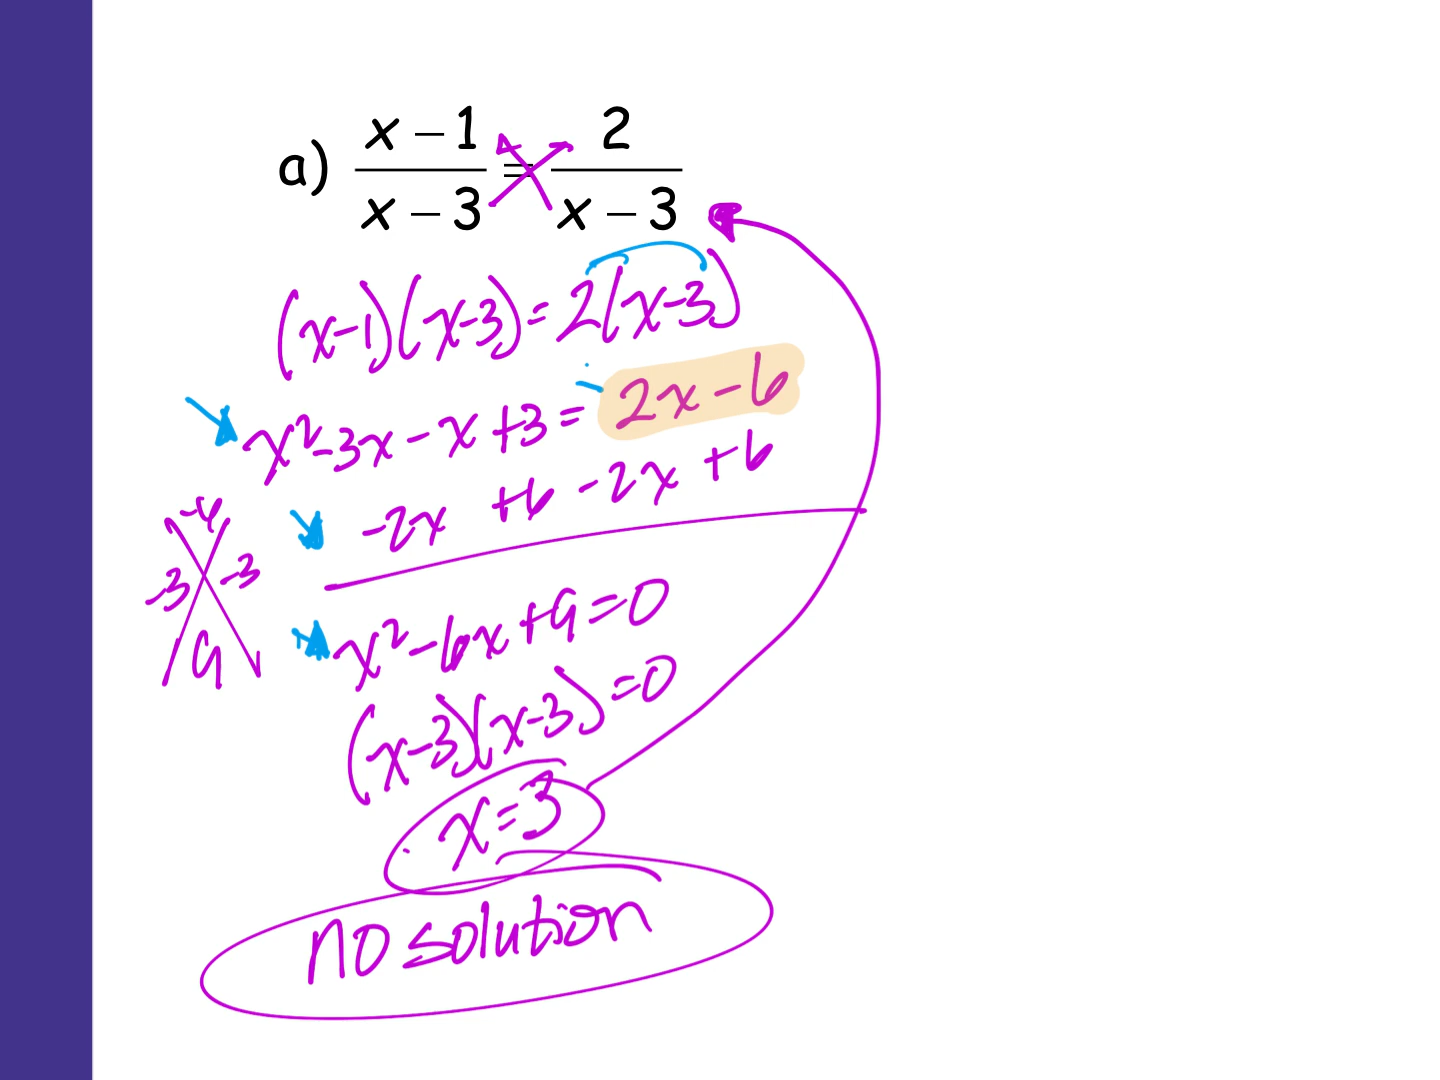 a) x – 1 / x – 3 = 2 / x – 3
(x-1)(x-3) = 2(x-3)
x²-3x-x+3 = 2x-6
-2x +6 -2x +6
-4
-3 -3
9
x²-6x+9=0
(x-3)(x-3)=0
x=3
no solution